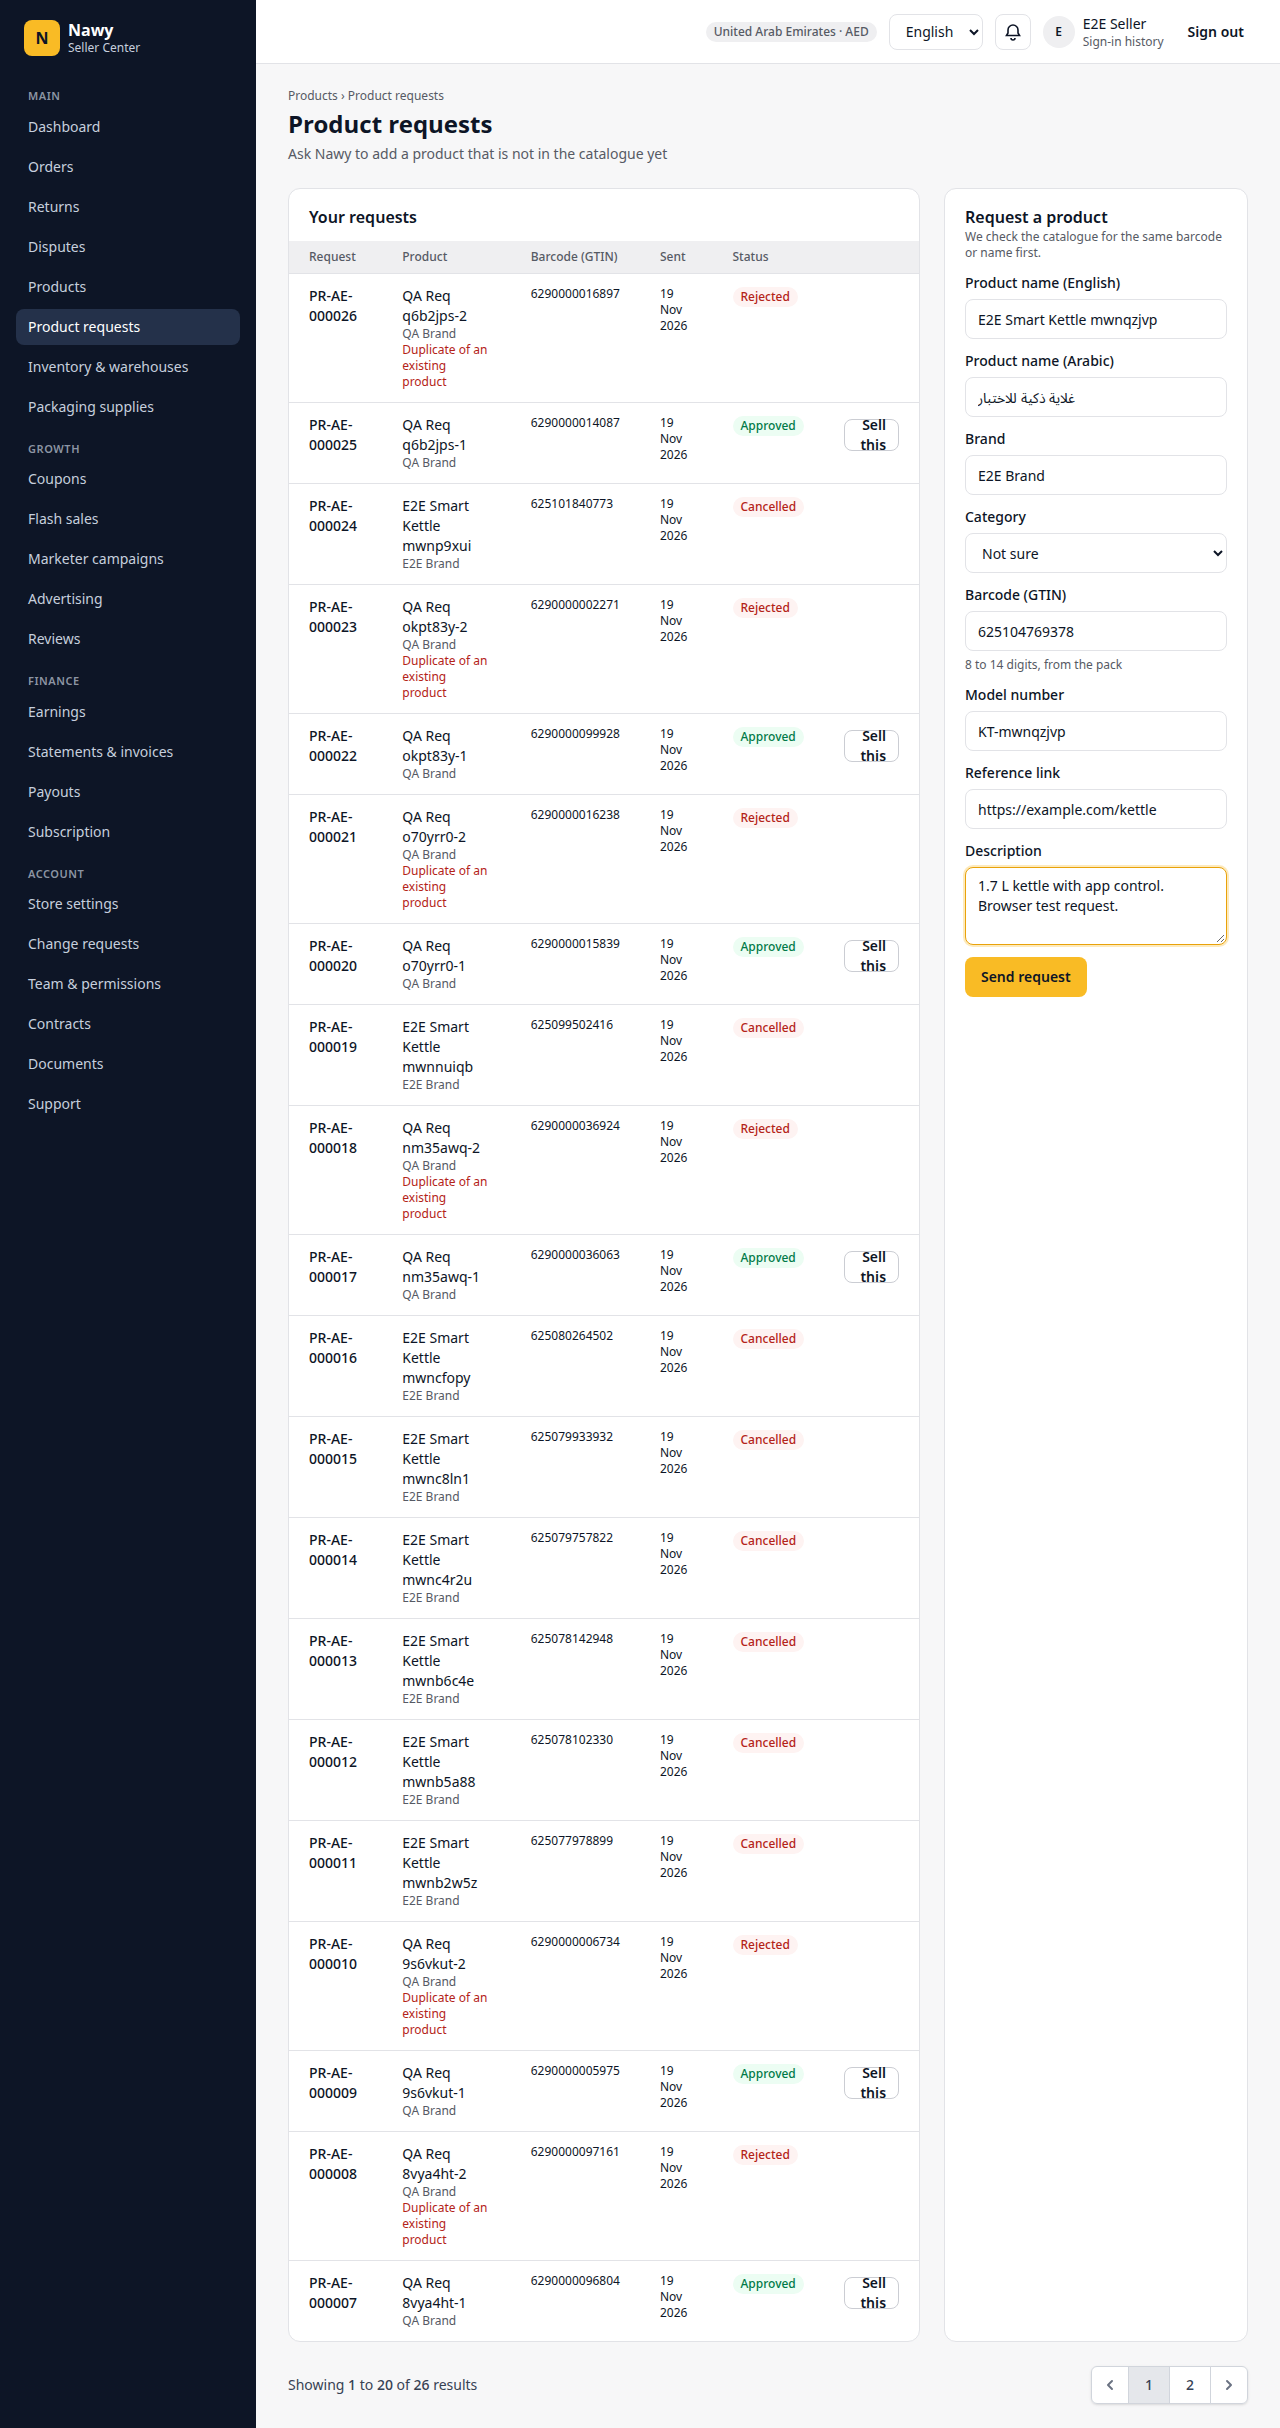 N
Nawy
Seller Center
MAIN
Dashboard
Orders
Returns
Disputes
Products
Product requests
Inventory & warehouses
Packaging supplies
GROWTH
Coupons
Flash sales
Marketer campaigns
Advertising
Reviews
FINANCE
Earnings
Statements & invoices
Payouts
Subscription
ACCOUNT
Store settings
Change requests
Team & permissions
Contracts
Documents
Support
United Arab Emirates · AED
English
E
E2E Seller
Sign-in history
Sign out
Products › Product requests
Product requests
Ask Nawy to add a product that is not in the catalogue yet
Your requests
Request Product Barcode (GTIN) Sent Status
PR-AE-000026 QA Req q6b2jps-2 6290000016897 19 Nov 2026 Rejected
QA Brand
Duplicate of an existing product
PR-AE-000025 QA Req q6b2jps-1 6290000014087 19 Nov 2026 Approved Sell this
QA Brand
PR-AE-000024 E2E Smart Kettle mwnp9xui 625101840773 19 Nov 2026 Cancelled
E2E Brand
PR-AE-000023 QA Req okpt83y-2 6290000002271 19 Nov 2026 Rejected
QA Brand
Duplicate of an existing product
PR-AE-000022 QA Req okpt83y-1 6290000099928 19 Nov 2026 Approved Sell this
QA Brand
PR-AE-000021 QA Req o70yrr0-2 6290000016238 19 Nov 2026 Rejected
QA Brand
Duplicate of an existing product
PR-AE-000020 QA Req o70yrr0-1 6290000015839 19 Nov 2026 Approved Sell this
QA Brand
PR-AE-000019 E2E Smart Kettle mwnnuiqb 625099502416 19 Nov 2026 Cancelled
E2E Brand
PR-AE-000018 QA Req nm35awq-2 6290000036924 19 Nov 2026 Rejected
QA Brand
Duplicate of an existing product
PR-AE-000017 QA Req nm35awq-1 6290000036063 19 Nov 2026 Approved Sell this
QA Brand
PR-AE-000016 E2E Smart Kettle mwncfopy 625080264502 19 Nov 2026 Cancelled
E2E Brand
PR-AE-000015 E2E Smart Kettle mwnc8ln1 625079933932 19 Nov 2026 Cancelled
E2E Brand
PR-AE-000014 E2E Smart Kettle mwnc4r2u 625079757822 19 Nov 2026 Cancelled
E2E Brand
PR-AE-000013 E2E Smart Kettle mwnb6c4e 625078142948 19 Nov 2026 Cancelled
E2E Brand
PR-AE-000012 E2E Smart Kettle mwnb5a88 625078102330 19 Nov 2026 Cancelled
E2E Brand
PR-AE-000011 E2E Smart Kettle mwnb2w5z 625077978899 19 Nov 2026 Cancelled
E2E Brand
PR-AE-000010 QA Req 9s6vkut-2 6290000006734 19 Nov 2026 Rejected
QA Brand
Duplicate of an existing product
PR-AE-000009 QA Req 9s6vkut-1 6290000005975 19 Nov 2026 Approved Sell this
QA Brand
PR-AE-000008 QA Req 8vya4ht-2 6290000097161 19 Nov 2026 Rejected
QA Brand
Duplicate of an existing product
PR-AE-000007 QA Req 8vya4ht-1 6290000096804 19 Nov 2026 Approved Sell this
QA Brand
Request a product
We check the catalogue for the same barcode
or name first.
Product name (English)
E2E Smart Kettle mwnqzjvp
Product name (Arabic)
غلاية ذكية للاختبار
Brand
E2E Brand
Category
Not sure
Barcode (GTIN)
625104769378
8 to 14 digits, from the pack
Model number
KT-mwnqzjvp
Reference link
https://example.com/kettle
Description
1.7 L kettle with app control.
Browser test request.
Send request
Showing 1 to 20 of 26 results
1 2